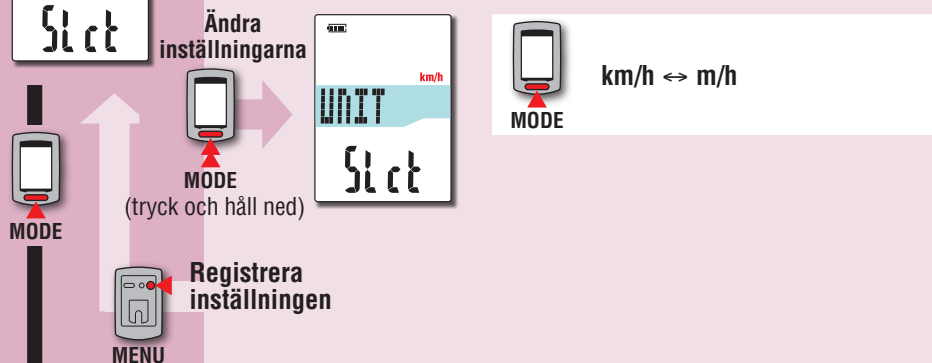 SLct
Ändra
inställningarna
MODE
(tryck och håll ned)
km/h
UNIT
SLct
MODE
km/h ↔ m/h
MODE
Registrera
inställningen
MENU